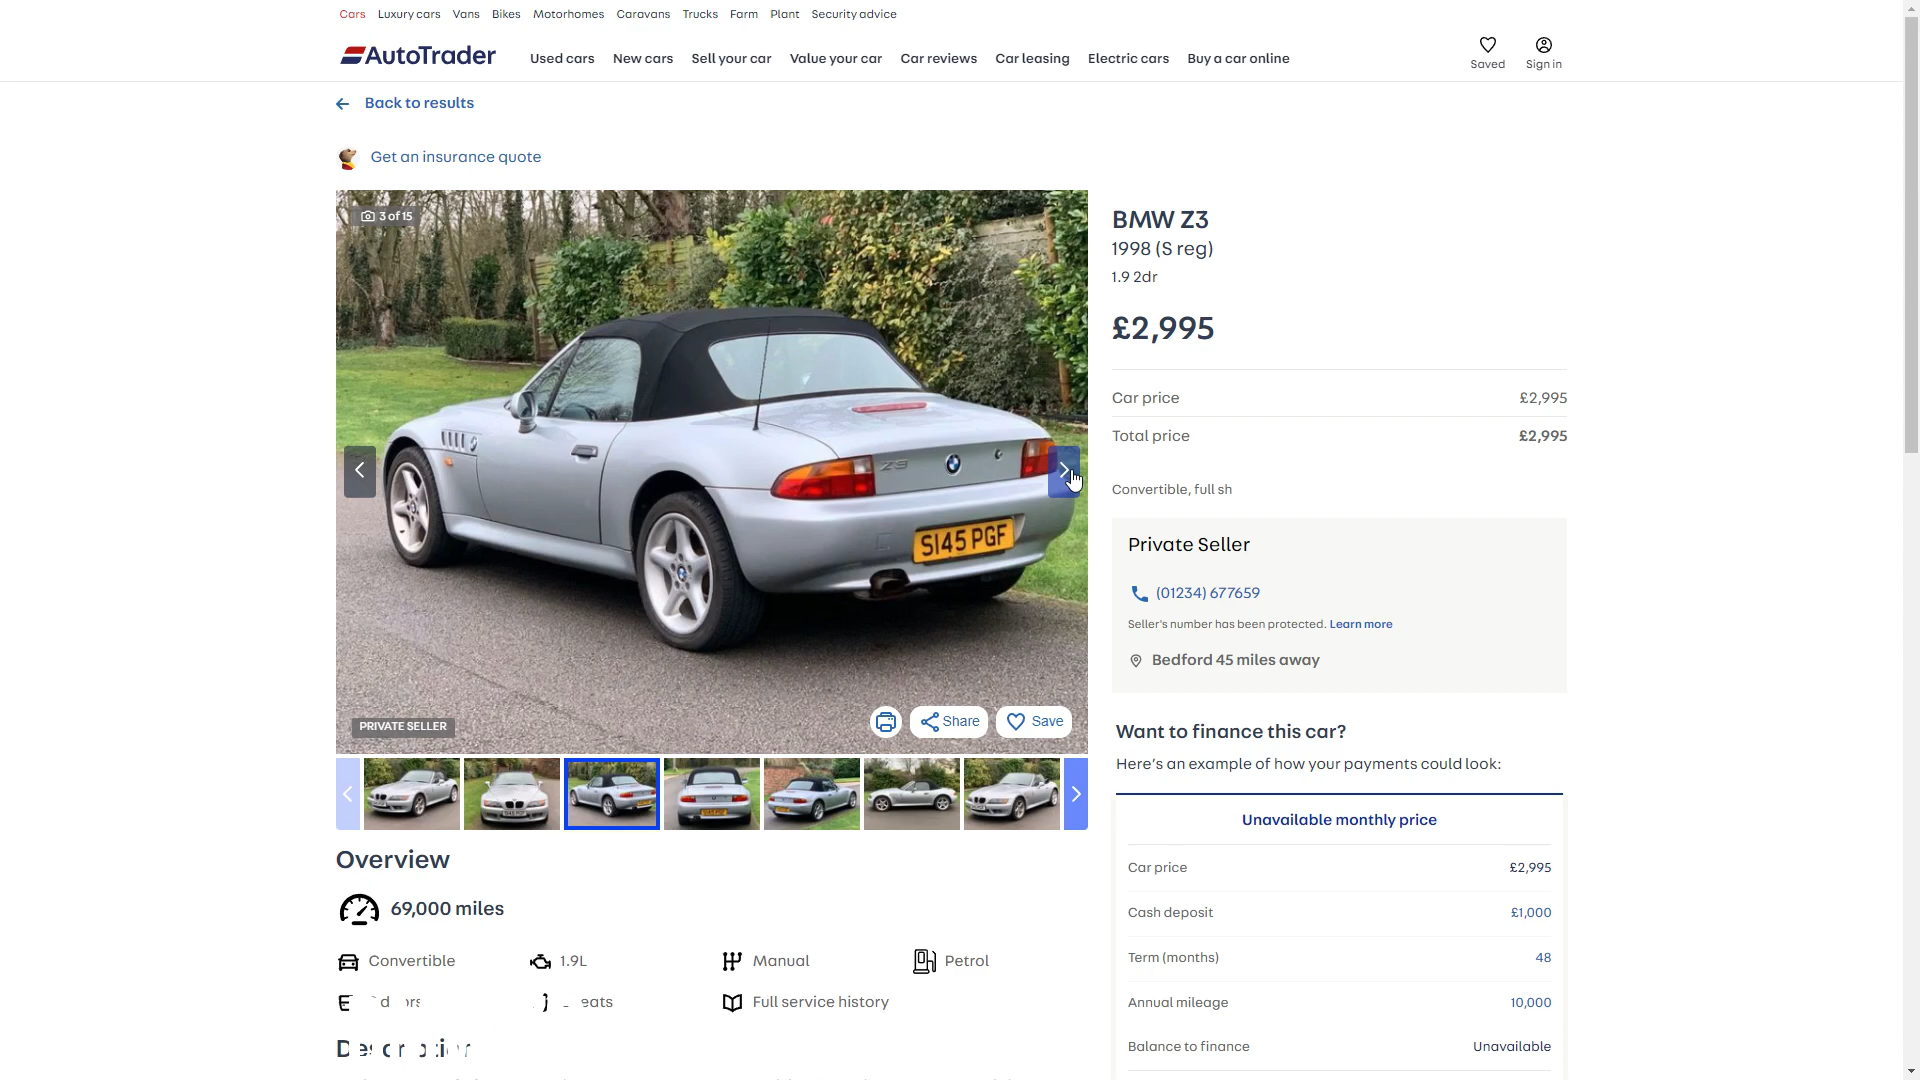 Cars Luxury cars Vans Bikes Motorhomes Caravans Trucks Farm Plant Security advice
AutoTrader
Used cars New cars Sell your car Value your car Car reviews Car leasing Electric cars Buy a car online
Saved Sign in
Back to results
Get an insurance quote
3 of 15
Z3
S145 PGF
PRIVATE SELLER
Share Save
BMW Z3
1998 (S reg)
1.9 2dr
£2,995
Car price £2,995
Total price £2,995
Convertible, full sh
Private Seller
(01234) 677659
Seller's number has been protected. Learn more
Bedford 45 miles away
Want to finance this car?
Here's an example of how your payments could look:
Unavailable monthly price
Car price £2,995
Cash deposit £1,000
Term (months) 48
Annual mileage 10,000
Balance to finance Unavailable
Overview
69,000 miles
Convertible 1.9L Manual Petrol
Full service history